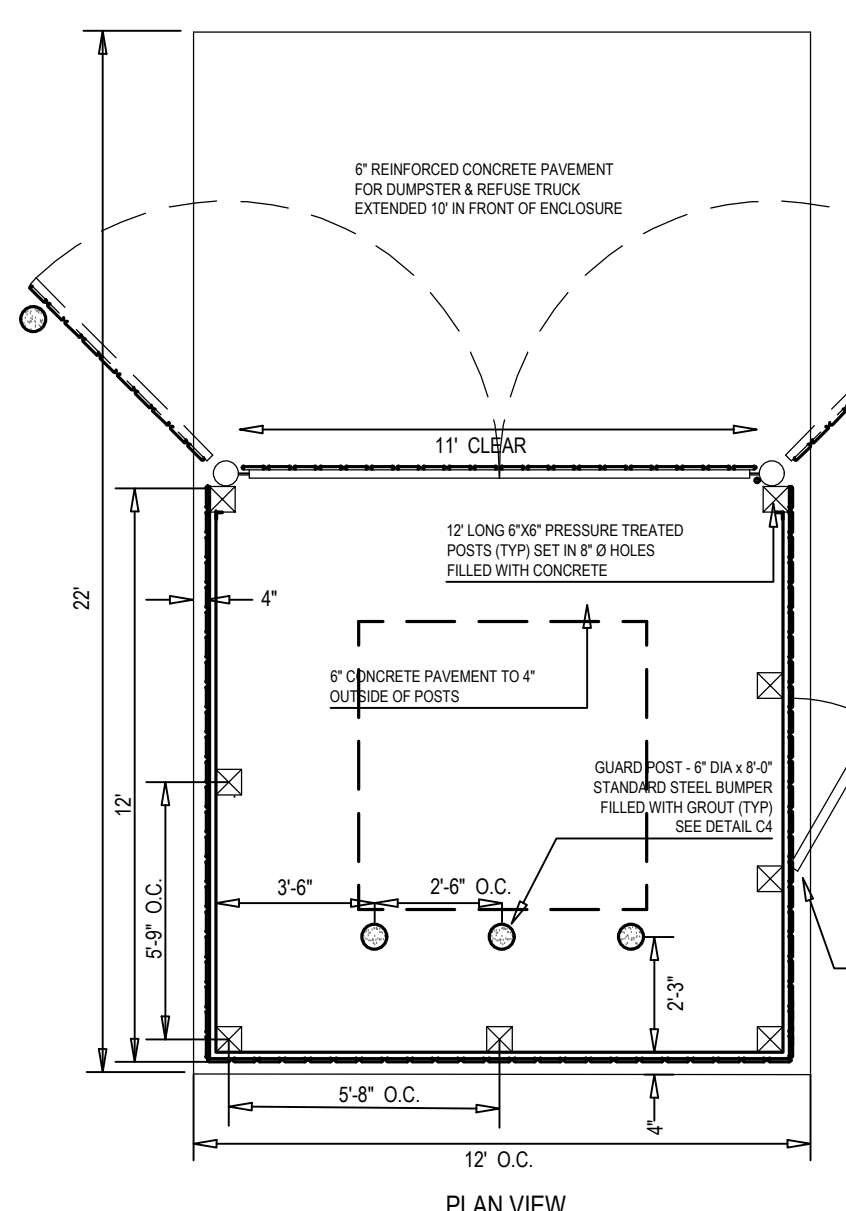 6" REINFORCED CONCRETE PAVEMENT
FOR DUMPSTER & REFUSE TRUCK
EXTENDED 10' IN FRONT OF ENCLOSURE
11' CLEAR
12' LONG 6"X6" PRESSURE TREATED
POSTS (TYP) SET IN 8" Ø HOLES
FILLED WITH CONCRETE
22'
4"
6" CONCRETE PAVEMENT TO 4"
OUTSIDE OF POSTS
GUARD POST - 6" DIA x 8'-0"
STANDARD STEEL BUMPER
FILLED WITH GROUT (TYP)
SEE DETAIL C4
12'
3'-6"
2'-6" O.C.
5'-9" O.C.
2'-3"
5'-8" O.C.
4"
12' O.C.
PLAN VIEW